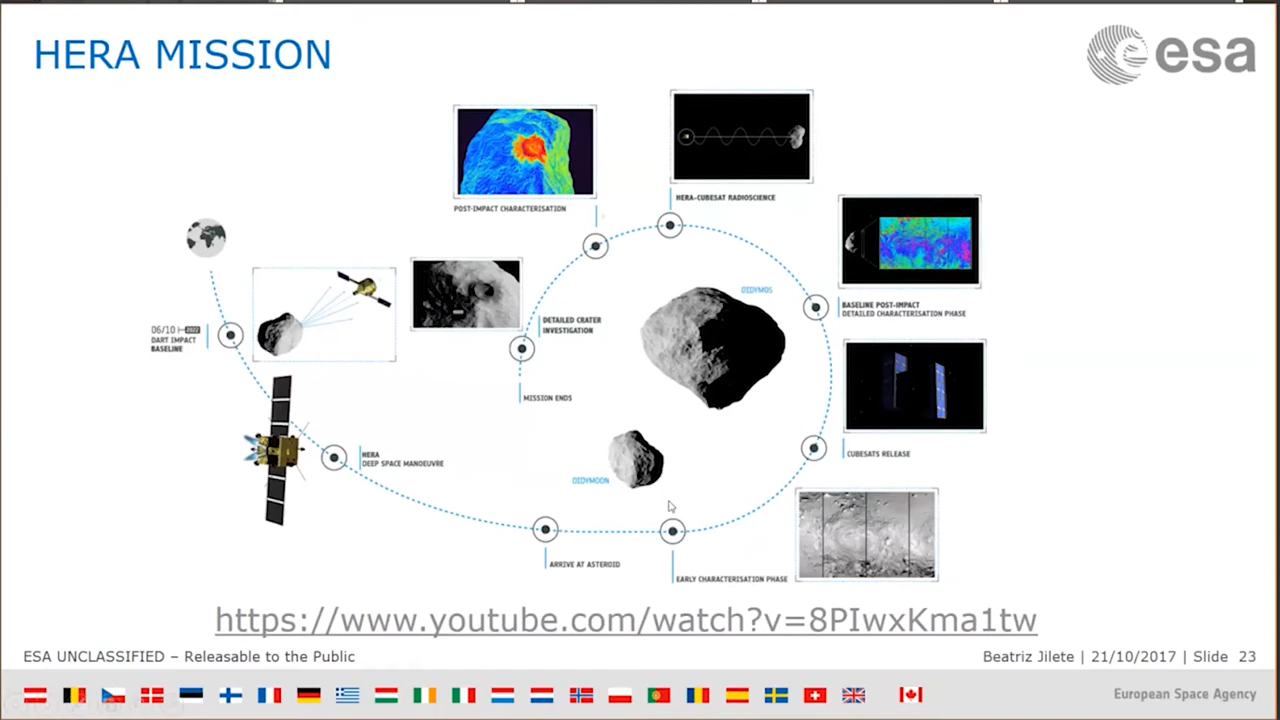 HERA MISSION
esa
POST-IMPACT CHARACTERISATION
HERA-CUBESAT RADIOSCIENCE
BASELINE POST-IMPACT
DETAILED CHARACTERISATION PHASE
DIDYMOS
DETAILED CRATER
INVESTIGATION
06/10 2022
DART IMPACT
BASELINE
MISSION ENDS
HERA
DEEP SPACE MANOEUVRE
CUBESATS RELEASE
DIDYMOON
ARRIVE AT ASTEROID
EARLY CHARACTERISATION PHASE
https://www.youtube.com/watch?v=8PIwxKma1tw
ESA UNCLASSIFIED – Releasable to the Public
Beatriz Jilete | 21/10/2017 | Slide 23
European Space Agency